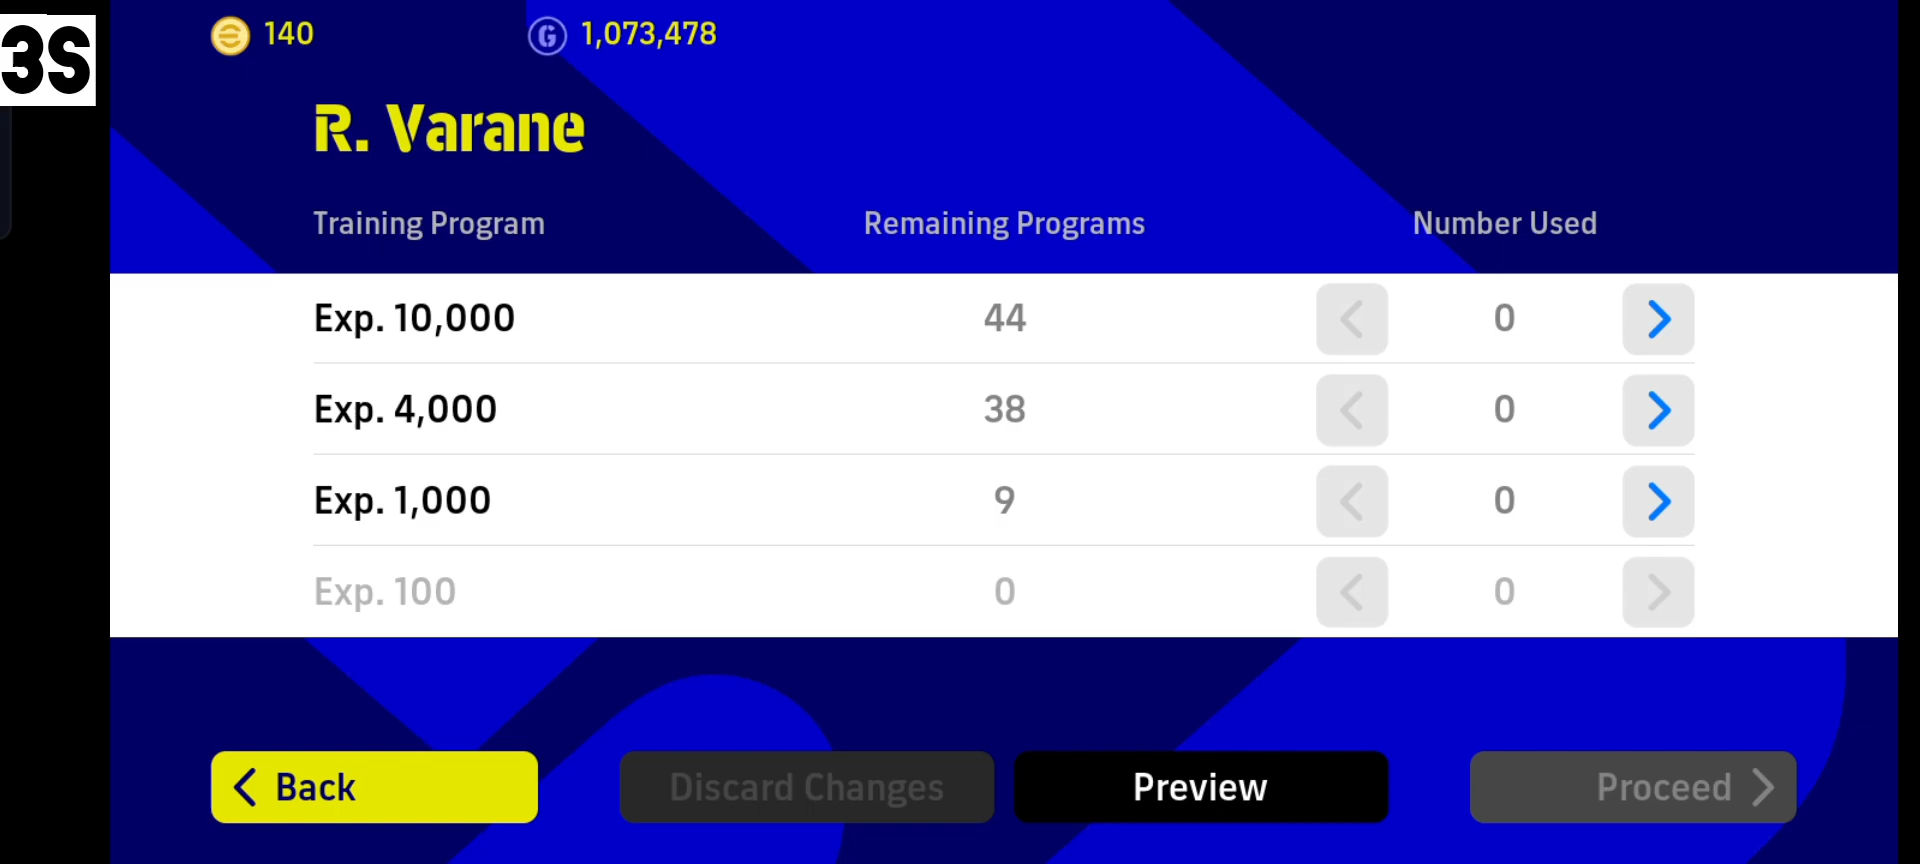 3S
140
1,073,478
R. Varane
Training Program Remaining Programs Number Used
Exp. 10,000 44 0
Exp. 4,000 38 0
Exp. 1,000 9 0
Exp. 100 0 0
Back Discard Changes Preview Proceed